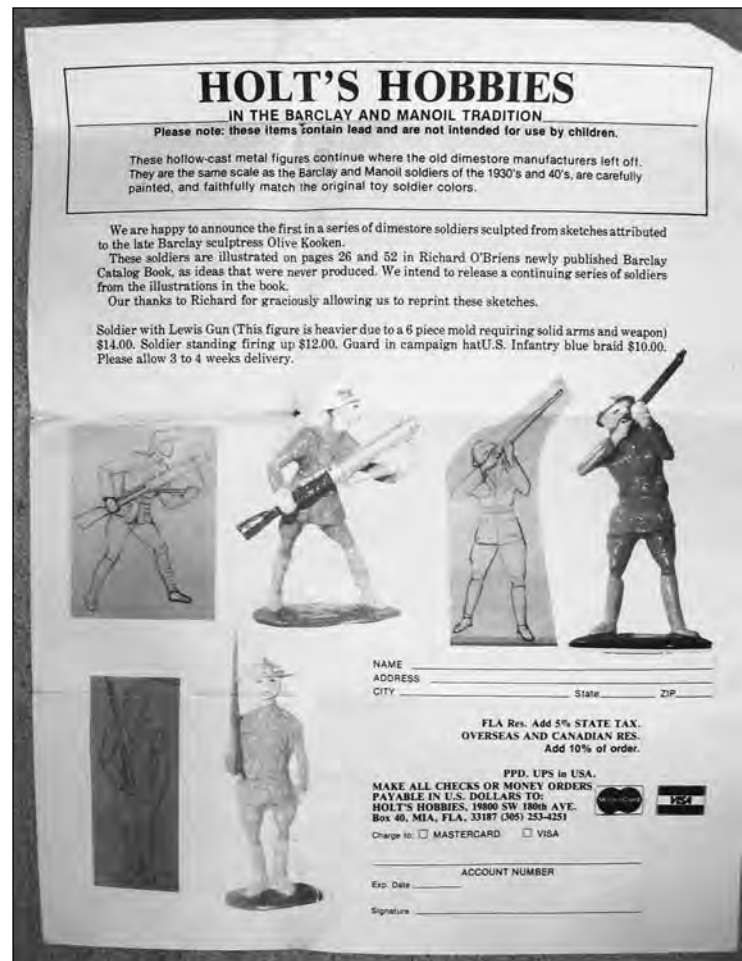 HOLT'S HOBBIES
IN THE BARCLAY AND MANOIL TRADITION
Please note: these items contain lead and are not intended for use by children.
These hollow-cast metal figures continue where the old dimestore manufacturers left off.
They are the same scale as the Barclay and Manoil soldiers of the 1930's and 40's, are carefully
painted, and faithfully match the original toy soldier colors.
We are happy to announce the first in a series of dimestore soldiers sculpted from sketches attributed
to the late Barclay sculptress Olive Kooken.
These soldiers are illustrated on pages 26 and 52 in Richard O'Briens newly published Barclay
Catalog Book, as ideas that were never produced. We intend to release a continuing series of soldiers
from the illustrations in the book.
Our thanks to Richard for graciously allowing us to reprint these sketches.
Soldier with Lewis Gun (This figure is heavier due to a 6 piece mold requiring solid arms and weapon)
$14.00. Soldier standing firing up $12.00. Guard in campaign hatU.S. Infantry blue braid $10.00.
Please allow 3 to 4 weeks delivery.
NAME
ADDRESS
CITY State ZIP
FLA Res. Add 5% STATE TAX.
OVERSEAS AND CANADIAN RES.
Add 10% of order.
PPD. UPS in USA.
MAKE ALL CHECKS OR MONEY ORDERS
PAYABLE IN U.S. DOLLARS TO:
HOLT'S HOBBIES, 19800 SW 180th AVE.
Box 40, MIA, FLA, 33187 (305) 253-4251
MasterCard VISA
Charge to: ☐ MASTERCARD ☐ VISA
ACCOUNT NUMBER
Exp. Date
Signature